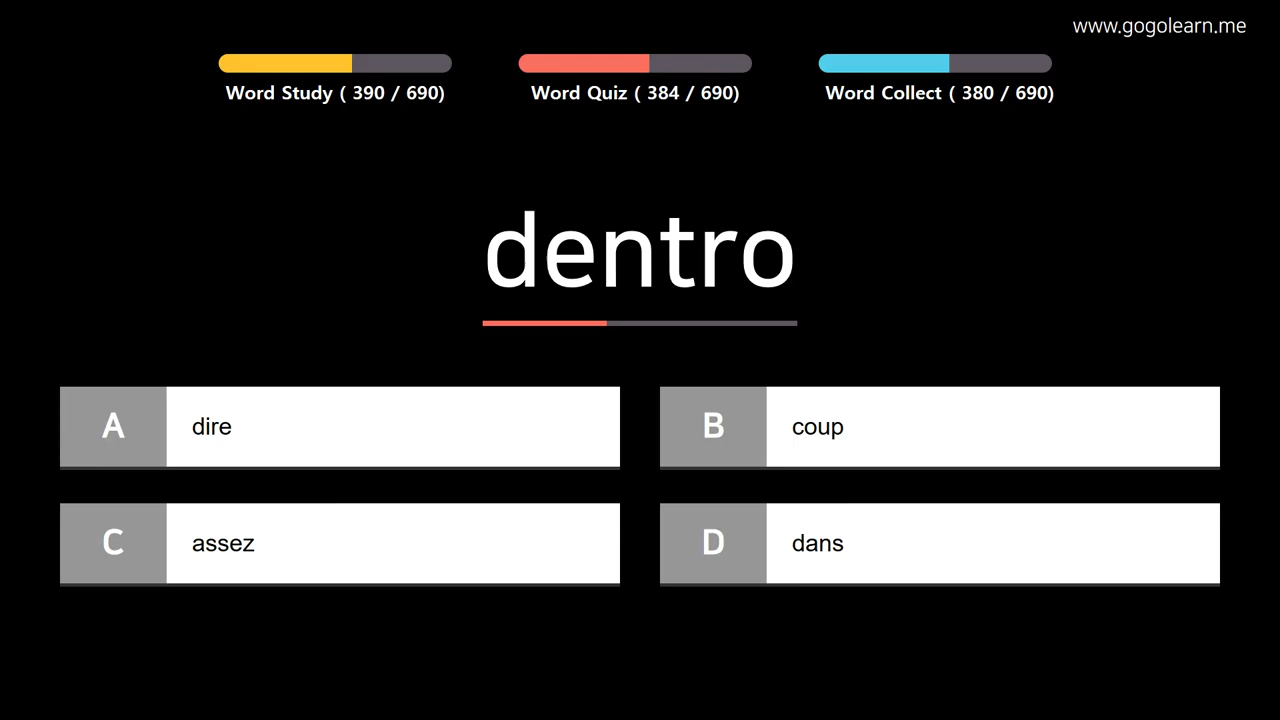 www.gogolearn.me
Word Study ( 390 / 690)
Word Quiz ( 384 / 690)
Word Collect ( 380 / 690)
dentro
A dire
B coup
C assez
D dans